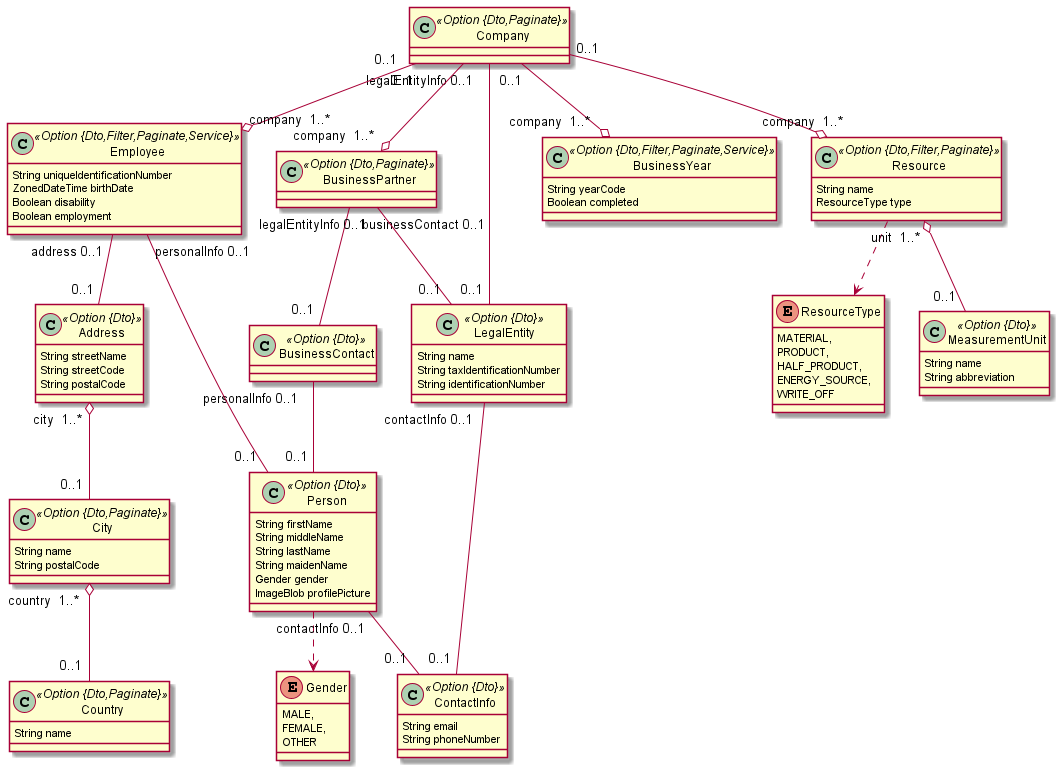 C «Option {Dto,Paginate}»
Company
0..1
legalEntityInfo 0..1
0..1
0..1
0..1
company 1..*
company 1..*
company 1..*
company 1..*
C «Option {Dto,Filter,Paginate,Service}»
Employee
String uniqueIdentificationNumber
ZonedDateTime birthDate
Boolean disability
Boolean employment
C «Option {Dto,Paginate}»
BusinessPartner
C «Option {Dto,Filter,Paginate,Service}»
BusinessYear
String yearCode
Boolean completed
C «Option {Dto,Filter,Paginate}»
Resource
String name
ResourceType type
address 0..1
personalInfo 0..1
legalEntityInfo 0..1
businessContact 0..1
unit 1..*
0..1
0..1
0..1
0..1
0..1
C «Option {Dto}»
Address
String streetName
String streetCode
String postalCode
C «Option {Dto}»
BusinessContact
C «Option {Dto}»
LegalEntity
String name
String taxIdentificationNumber
String identificationNumber
E ResourceType
MATERIAL,
PRODUCT,
HALF_PRODUCT,
ENERGY_SOURCE,
WRITE_OFF
C «Option {Dto}»
MeasurementUnit
String name
String abbreviation
city 1..*
personalInfo 0..1
contactInfo 0..1
0..1
0..1
0..1
C «Option {Dto,Paginate}»
City
String name
String postalCode
C «Option {Dto}»
Person
String firstName
String middleName
String lastName
String maidenName
Gender gender
ImageBlob profilePicture
country 1..*
contactInfo 0..1
0..1
0..1
0..1
C «Option {Dto,Paginate}»
Country
String name
E Gender
MALE,
FEMALE,
OTHER
C «Option {Dto}»
ContactInfo
String email
String phoneNumber